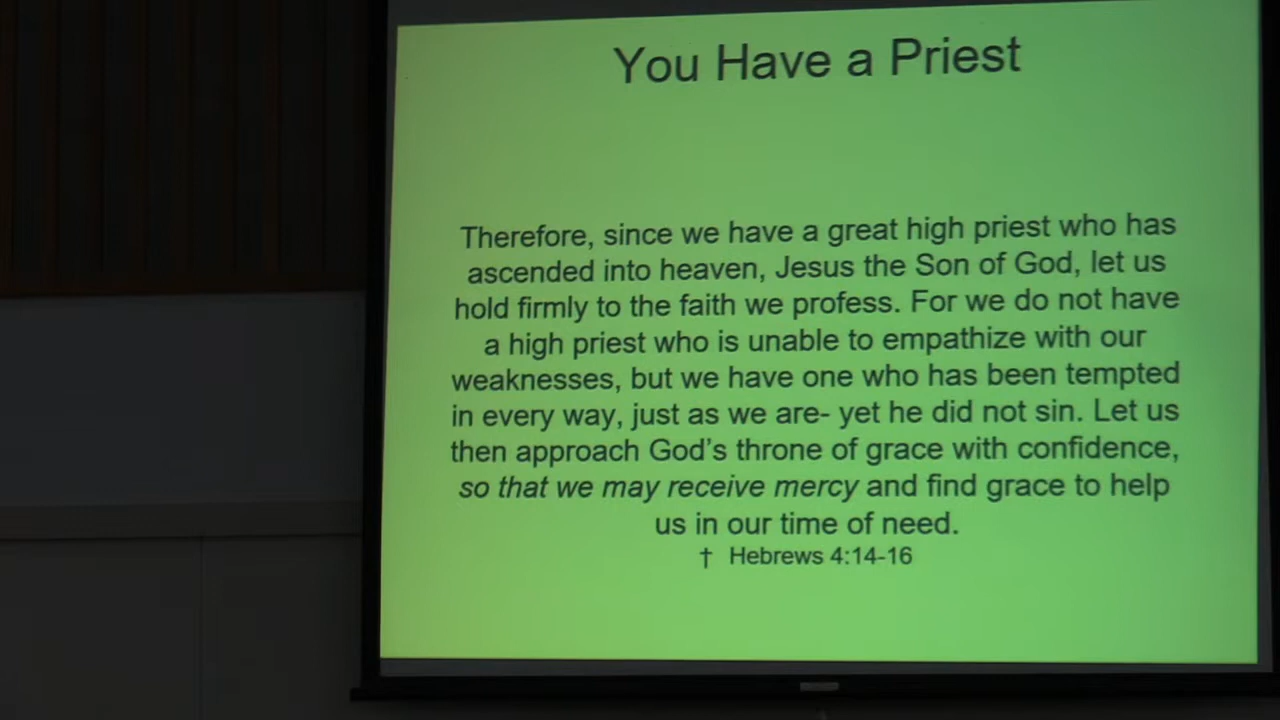 You Have a Priest
Therefore, since we have a great high priest who has
ascended into heaven, Jesus the Son of God, let us
hold firmly to the faith we profess. For we do not have
a high priest who is unable to empathize with our
weaknesses, but we have one who has been tempted
in every way, just as we are- yet he did not sin. Let us
then approach God’s throne of grace with confidence,
so that we may receive mercy and find grace to help
us in our time of need.
† Hebrews 4:14-16